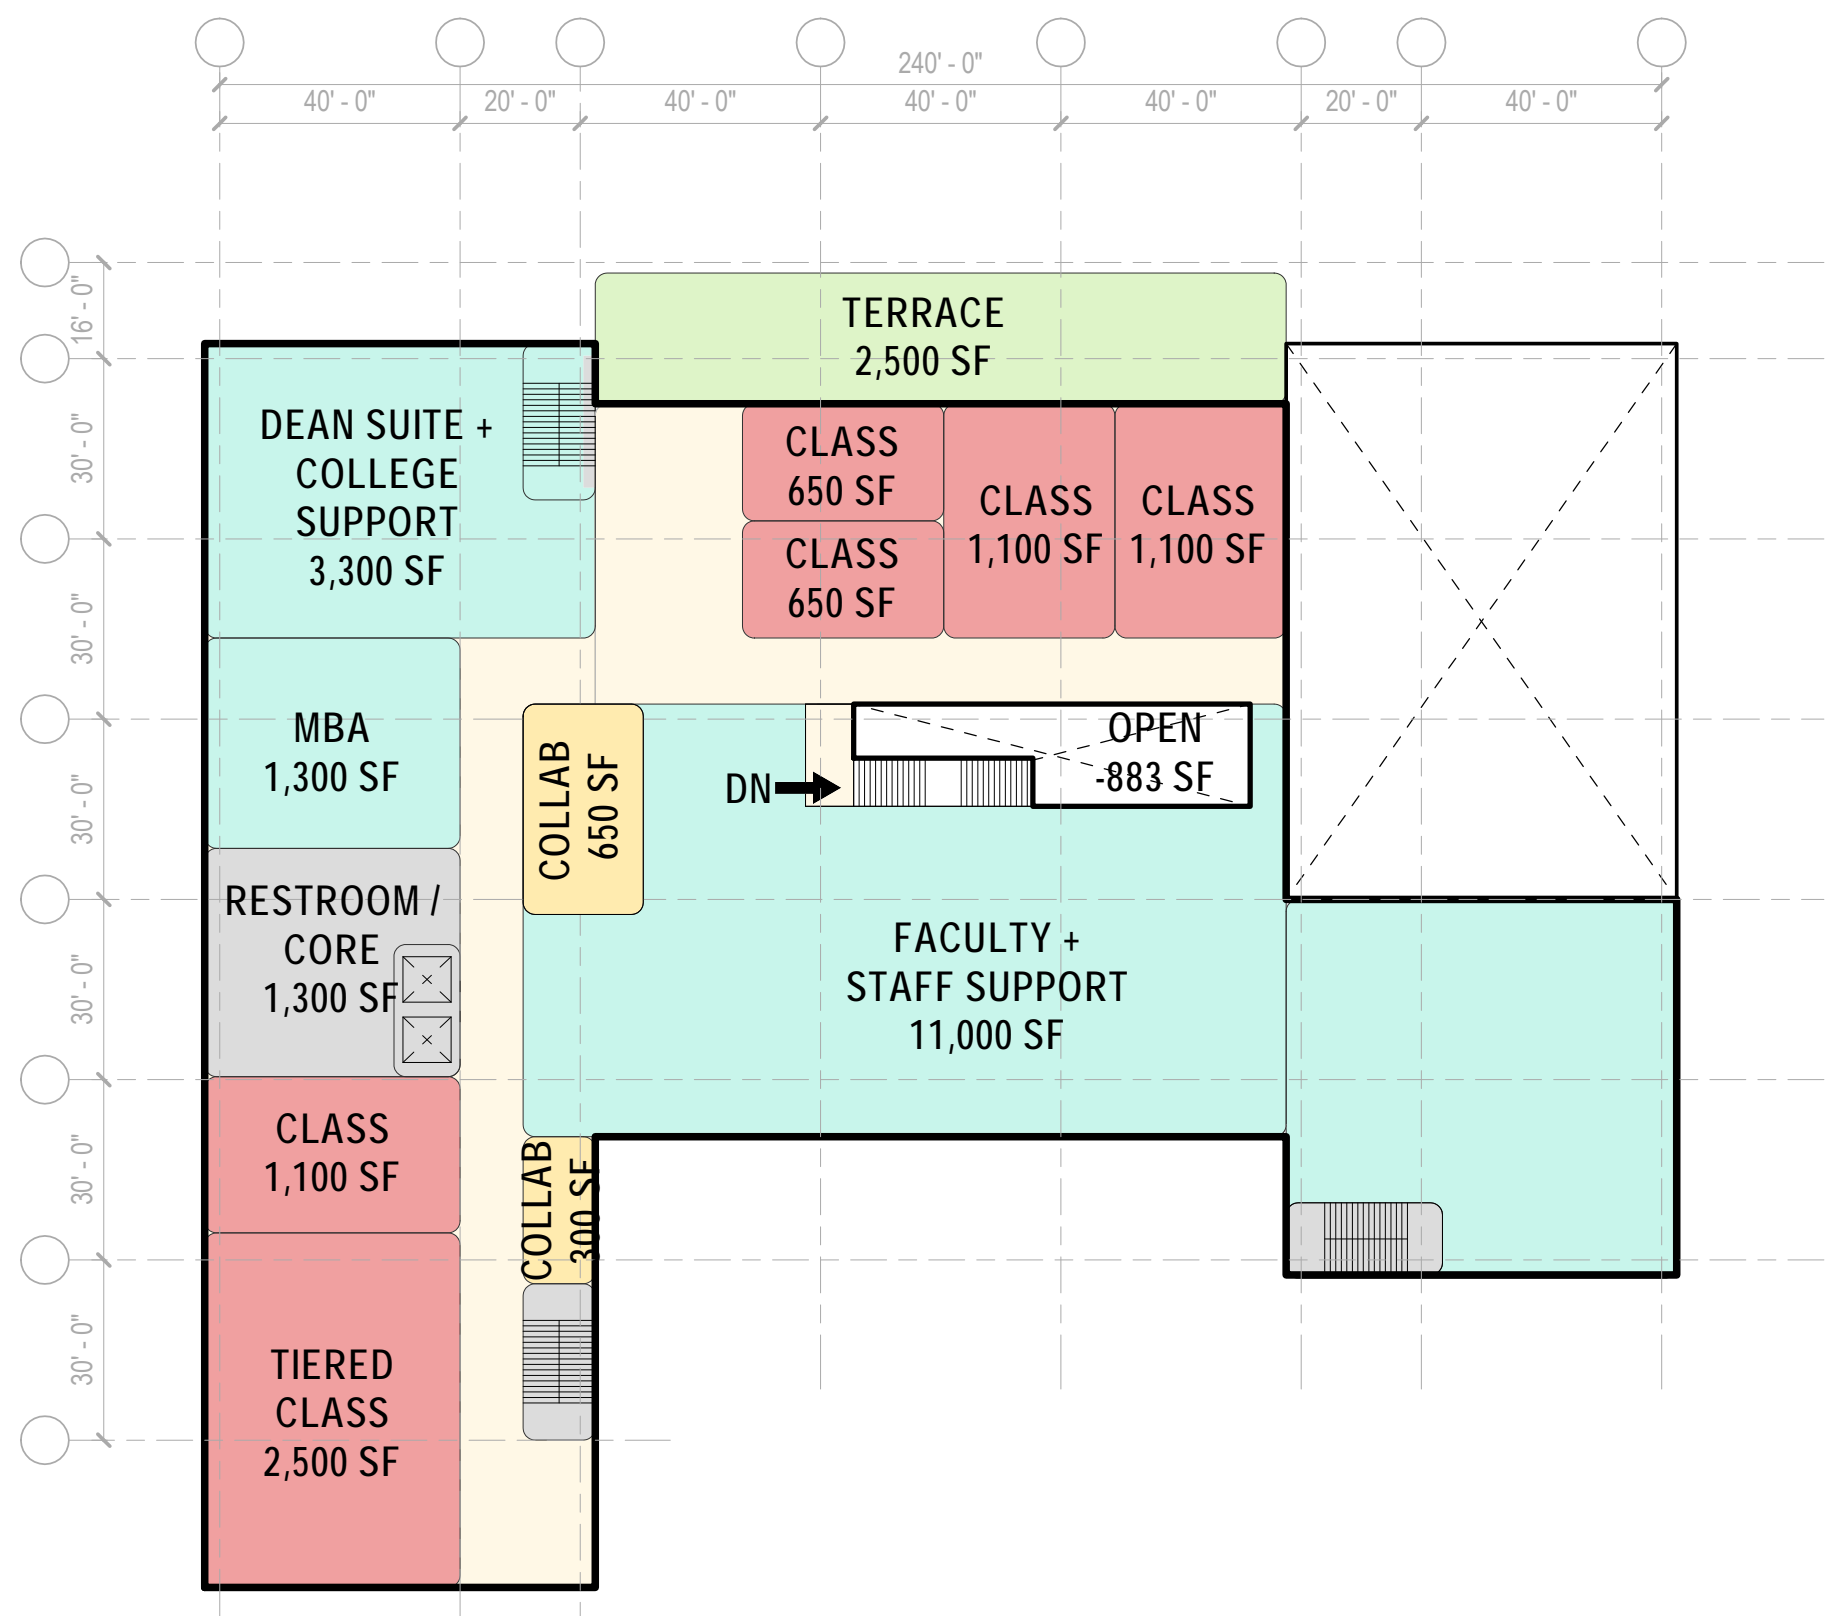 240' - 0"
40' - 0"
20' - 0"
40' - 0"
40' - 0"
40' - 0"
20' - 0"
40' - 0"
16' - 0"
30' - 0"
30' - 0"
30' - 0"
30' - 0"
30' - 0"
30' - 0"
TERRACE
2,500 SF
DEAN SUITE +
COLLEGE
SUPPORT
3,300 SF
CLASS
650 SF
CLASS
650 SF
CLASS
1,100 SF
CLASS
1,100 SF
MBA
1,300 SF
COLLAB
650 SF
DN
OPEN
-883 SF
RESTROOM /
CORE
1,300 SF
FACULTY +
STAFF SUPPORT
11,000 SF
CLASS
1,100 SF
COLLAB
300 SF
TIERED
CLASS
2,500 SF